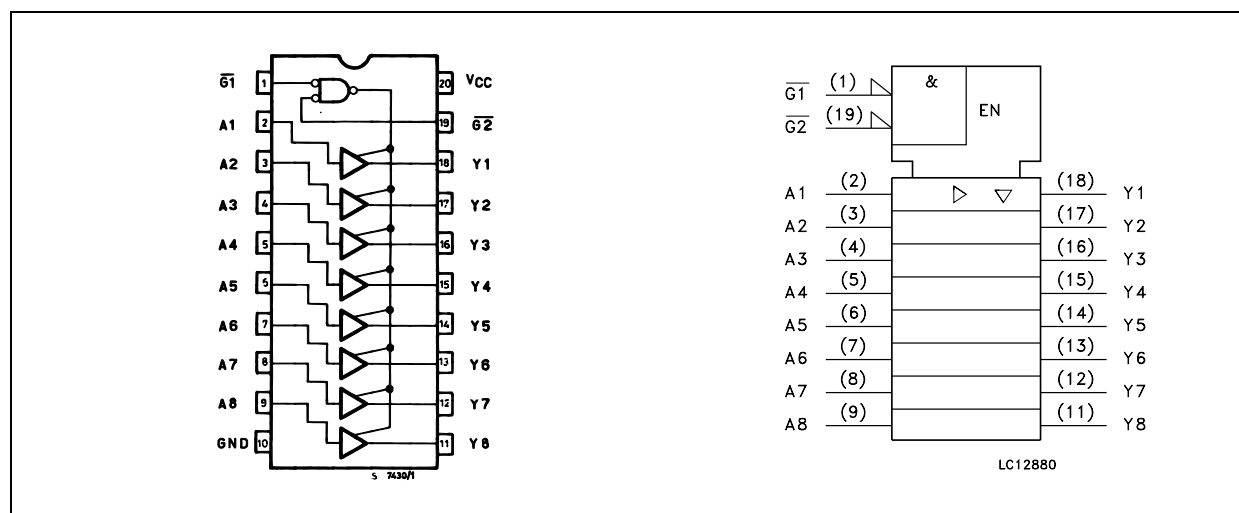 G1 1 20 VCC
A1 2 19 G2
A2 3 18 Y1
A3 4 17 Y2
A4 5 16 Y3
A5 6 15 Y4
A6 7 14 Y5
A7 8 13 Y6
A8 9 12 Y7
GND 10 11 Y8
S 7430/1
G1 (1) &
G2 (19) EN
A1 (2) (18) Y1
A2 (3) (17) Y2
A3 (4) (16) Y3
A4 (5) (15) Y4
A5 (6) (14) Y5
A6 (7) (13) Y6
A7 (8) (12) Y7
A8 (9) (11) Y8
LC12880